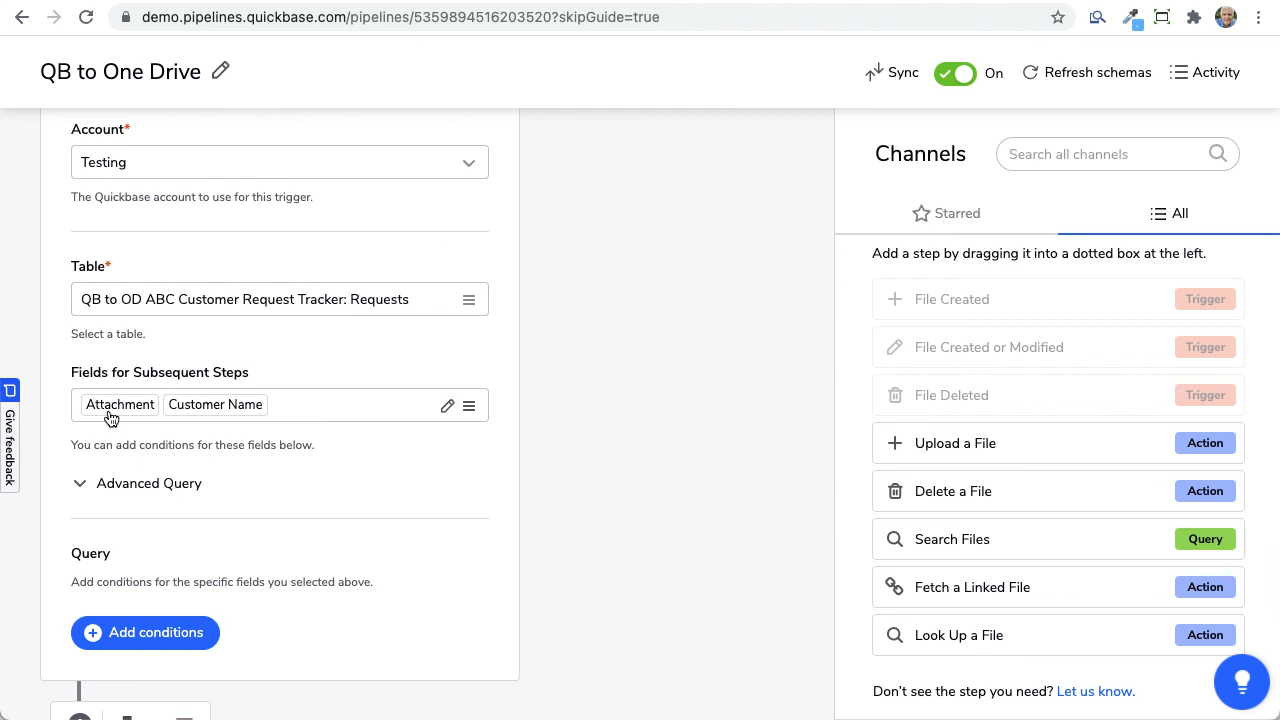 demo.pipelines.quickbase.com/pipelines/5359894516203520?skipGuide=true
QB to One Drive
Sync
On
Refresh schemas
Activity
Account*
Testing
The Quickbase account to use for this trigger.
Table*
QB to OD ABC Customer Request Tracker: Requests
Select a table.
Fields for Subsequent Steps
Attachment Customer Name
You can add conditions for these fields below.
Advanced Query
Query
Add conditions for the specific fields you selected above.
Add conditions
Give feedback
Channels
Search all channels
Starred
All
Add a step by dragging it into a dotted box at the left.
File Created Trigger
File Created or Modified Trigger
File Deleted Trigger
Upload a File Action
Delete a File Action
Search Files Query
Fetch a Linked File Action
Look Up a File Action
Don't see the step you need? Let us know.